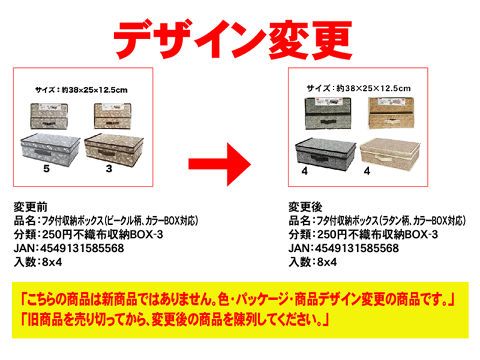 デザイン変更
サイズ：約38×25×12.5cm
5
3
サイズ：約38×25×12.5cm
4
4
変更前
品名：フタ付収納ボックス(ピークル柄、カラーBOX対応)
分類：250円不織布収納BOX-3
JAN：4549131585568
入数：8x4
変更後
品名：フタ付収納ボックス(ラタン柄、カラーBOX対応)
分類：250円不織布収納BOX-3
JAN：4549131585568
入数：8x4
「こちらの商品は新商品ではありません。色・パッケージ・商品デザイン変更の商品です。」
「旧商品を売り切ってから、変更後の商品を陳列してください。」